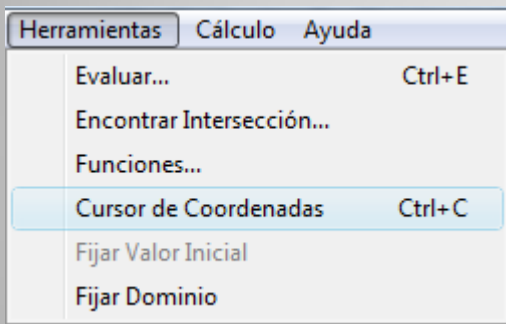 Herramientas Cálculo Ayuda
Evaluar... Ctrl+E
Encontrar Intersección...
Funciones...
Cursor de Coordenadas Ctrl+C
Fijar Valor Inicial
Fijar Dominio